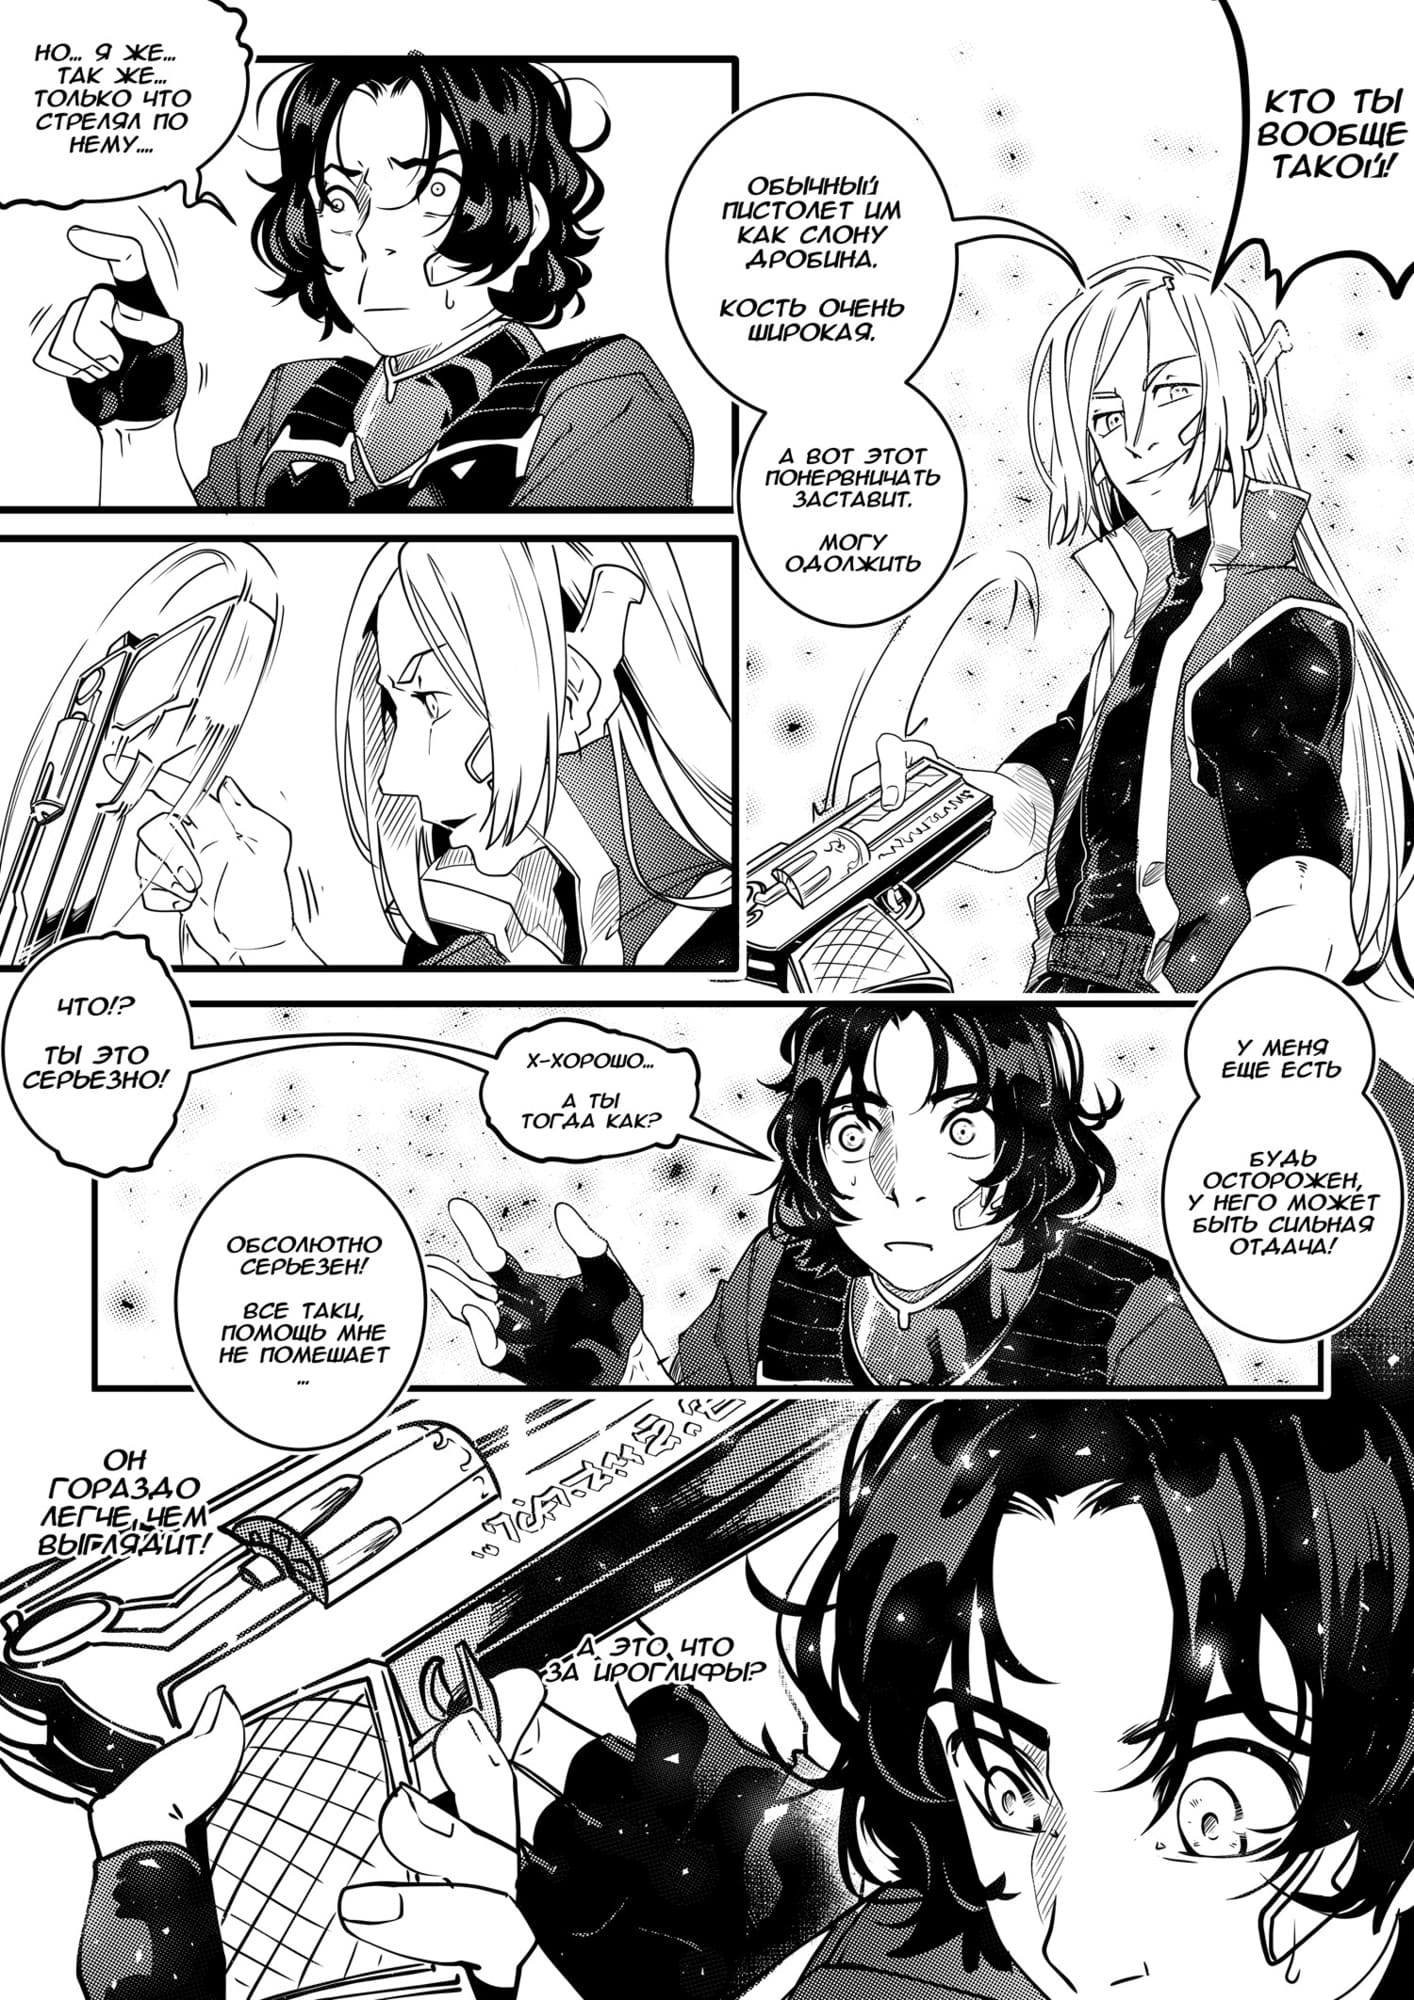 НО... Я ЖЕ...
ТАК ЖЕ...
ТОЛЬКО ЧТО
СТРЕЛЯЛ ПО
НЕМУ....
КТО ТЫ
ВООБЩЕ
ТАКОЙ!
ОБЫЧНЫЙ
ПИСТОЛЕТ ИМ
КАК СЛОНУ
ДРОБИНА.
КОСТЬ ОЧЕНЬ
ШИРОКАЯ.
А ВОТ ЭТОТ
ПОНЕРВНИЧАТЬ
ЗАСТАВИТ.
МОГУ
ОДОЛЖИТЬ
ЧТО!?
ТЫ ЭТО
СЕРЬЕЗНО!
Х-ХОРОШО...
А ТЫ
ТОГДА КАК?
У МЕНЯ
ЕЩЕ ЕСТЬ
БУДЬ
ОСТОРОЖЕН,
У НЕГО МОЖЕТ
БЫТЬ СИЛЬНАЯ
ОТДАЧА!
ОБСОЛЮТНО
СЕРЬЕЗЕН!
ВСЕ ТАКИ,
ПОМОЩЬ МНЕ
НЕ ПОМЕШАЕТ
...
ОН
ГОРАЗДО
ЛЕГЧЕ, ЧЕМ
ВЫГЛЯДИТ!
А ЭТО ЧТО
ЗА ИРОГЛИФЫ?